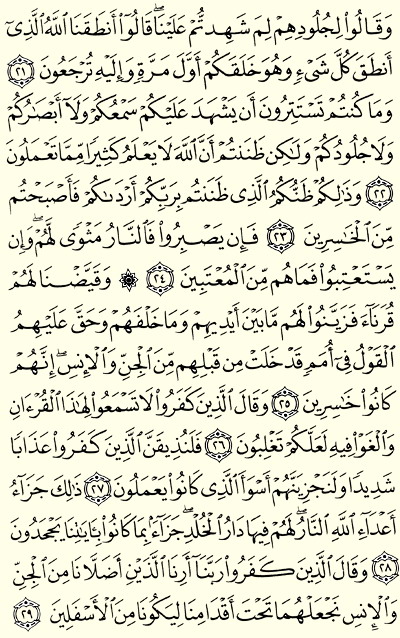 وَقَالُواْ لِجُلُودِهِمْ لِمَ شَهِدتُّمْ عَلَيْنَا ۖ قَالُوٓاْ أَنطَقَنَا ٱللَّهُ ٱلَّذِىٓ
أَنطَقَ كُلَّ شَىْءٍ وَهُوَ خَلَقَكُمْ أَوَّلَ مَرَّةٍ وَإِلَيْهِ تُرْجَعُونَ ٢١
وَمَا كُنتُمْ تَسْتَتِرُونَ أَن يَشْهَدَ عَلَيْكُمْ سَمْعُكُمْ وَلَآ أَبْصَٰرُكُمْ
وَلَا جُلُودُكُمْ وَلَٰكِن ظَنَنتُمْ أَنَّ ٱللَّهَ لَا يَعْلَمُ كَثِيرًا مِّمَّا تَعْمَلُونَ
٢٢ وَذَٰلِكُمْ ظَنُّكُمُ ٱلَّذِى ظَنَنتُم بِرَبِّكُمْ أَرْدَىٰكُمْ فَأَصْبَحْتُم
مِّنَ ٱلْخَٰسِرِينَ ٢٣ فَإِن يَصْبِرُواْ فَٱلنَّارُ مَثْوًى لَّهُمْ ۖ وَإِن
يَسْتَعْتِبُواْ فَمَا هُم مِّنَ ٱلْمُعْتَبِينَ ٢٤ ۞ وَقَيَّضْنَا لَهُمْ
قُرَنَآءَ فَزَيَّنُواْ لَهُم مَّا بَيْنَ أَيْدِيهِمْ وَمَا خَلْفَهُمْ وَحَقَّ عَلَيْهِمُ
ٱلْقَوْلُ فِىٓ أُمَمٍ قَدْ خَلَتْ مِن قَبْلِهِم مِّنَ ٱلْجِنِّ وَٱلْإِنسِ ۖ إِنَّهُمْ
كَانُواْ خَٰسِرِينَ ٢٥ وَقَالَ ٱلَّذِينَ كَفَرُواْ لَا تَسْمَعُواْ لِهَٰذَا ٱلْقُرْءَانِ
وَٱلْغَوْاْ فِيهِ لَعَلَّكُمْ تَغْلِبُونَ ٢٦ فَلَنُذِيقَنَّ ٱلَّذِينَ كَفَرُواْ عَذَابًا
شَدِيدًا وَلَنَجْزِيَنَّهُمْ أَسْوَأَ ٱلَّذِى كَانُواْ يَعْمَلُونَ ٢٧ ذَٰلِكَ جَزَآءُ
أَعْدَآءِ ٱللَّهِ ٱلنَّارُ ۖ لَهُمْ فِيهَا دَارُ ٱلْخُلْدِ ۖ جَزَآءًۢ بِمَا كَانُواْ بِـَٔايَٰتِنَا يَجْحَدُونَ
٢٨ وَقَالَ ٱلَّذِينَ كَفَرُواْ رَبَّنَآ أَرِنَا ٱلَّذَيْنِ أَضَلَّانَا مِنَ ٱلْجِنِّ
وَٱلْإِنسِ نَجْعَلْهُمَا تَحْتَ أَقْدَامِنَا لِيَكُونَا مِنَ ٱلْأَسْفَلِينَ ٢٩